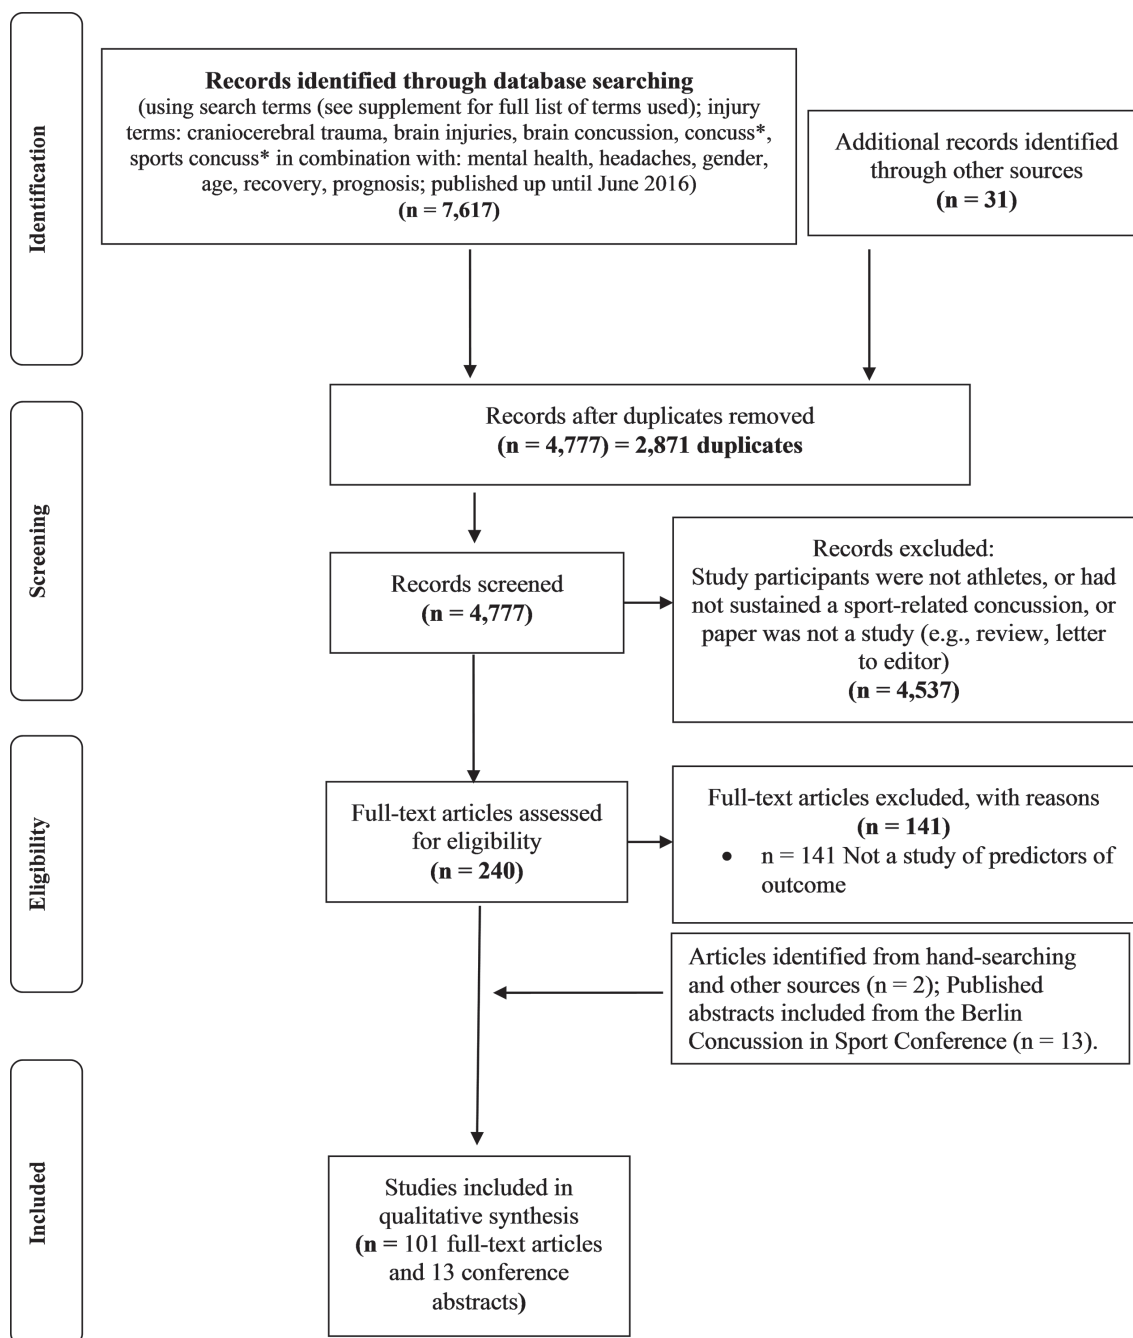 Identification
Records identified through database searching
(using search terms (see supplement for full list of terms used); injury
terms: craniocerebral trauma, brain injuries, brain concussion, concuss*,
sports concuss* in combination with: mental health, headaches, gender,
age, recovery, prognosis; published up until June 2016)
(n = 7,617)
Additional records identified
through other sources
(n = 31)
Screening
Records after duplicates removed
(n = 4,777) = 2,871 duplicates
Records screened
(n = 4,777)
Records excluded:
Study participants were not athletes, or had
not sustained a sport-related concussion, or
paper was not a study (e.g., review, letter
to editor)
(n = 4,537)
Eligibility
Full-text articles assessed
for eligibility
(n = 240)
Full-text articles excluded, with reasons
(n = 141)
• n = 141 Not a study of predictors of
outcome
Articles identified from hand-searching
and other sources (n = 2); Published
abstracts included from the Berlin
Concussion in Sport Conference (n = 13).
Included
Studies included in
qualitative synthesis
(n = 101 full-text articles
and 13 conference
abstracts)